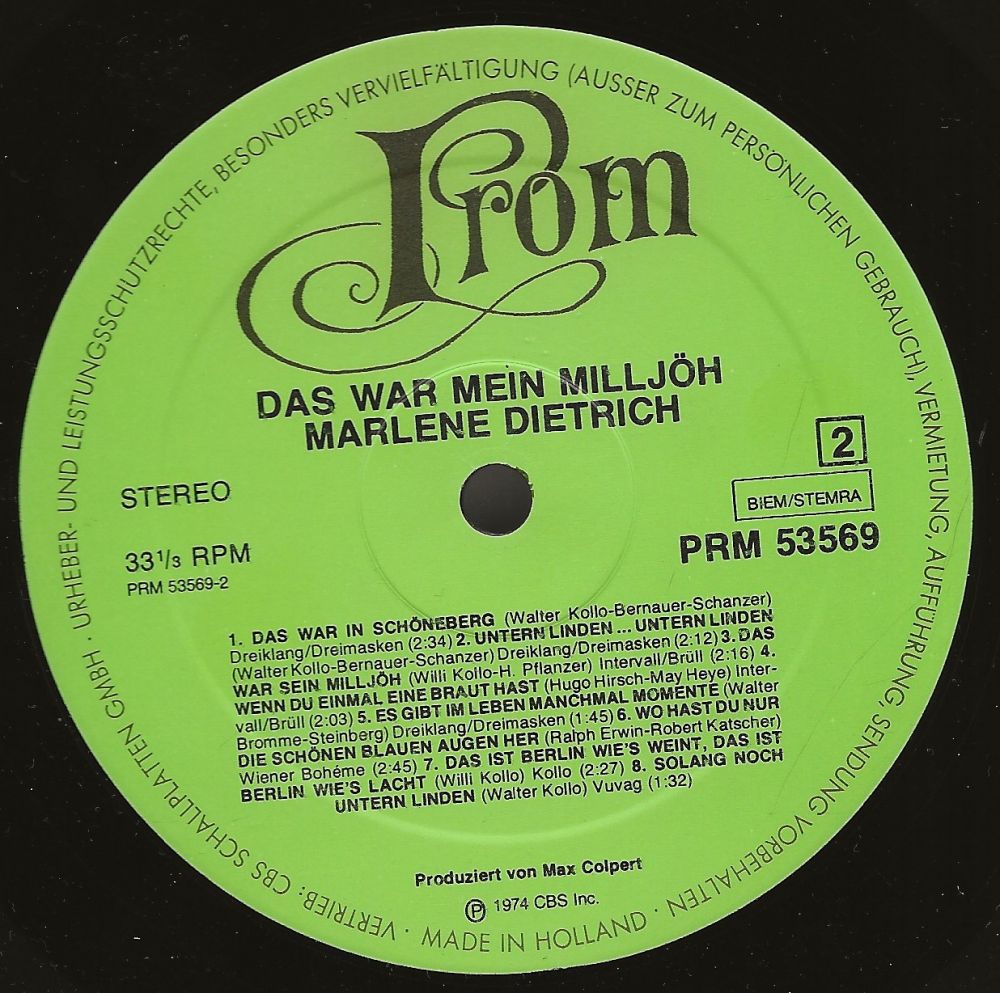 URHEBER- UND LEISTUNGSSCHUTZRECHTE, BESONDERS VERVIELFÄLTIGUNG (AUSSER ZUM PERSÖNLICHEN GEBRAUCH), VERMIETUNG, AUFFÜHRUNG, SENDUNG VORBEHALTEN · MADE IN HOLLAND · VERTRIEB: CBS SCHALLPLATTEN GMBH ·
Prom
DAS WAR MEIN MILLJÖH
MARLENE DIETRICH
2
STEREO
BIEM/STEMRA
33 1/3 RPM
PRM 53569
PRM 53569-2
1. DAS WAR IN SCHÖNEBERG (Walter Kollo-Bernauer-Schanzer)
Dreiklang/Dreimasken (2:34) 2. UNTERN LINDEN ... UNTERN LINDEN
(Walter Kollo-Bernauer-Schanzer) Dreiklang/Dreimasken (2:12) 3. DAS
WAR SEIN MILLJÖH (Willi Kollo-H. Pflanzer) Intervall/Brüll (2:16) 4.
WENN DU EINMAL EINE BRAUT HAST (Hugo Hirsch-May Heye) Inter-
vall/Brüll (2:03) 5. ES GIBT IM LEBEN MANCHMAL MOMENTE (Walter
Bromme-Steinberg) Dreiklang/Dreimasken (1:45) 6. WO HAST DU NUR
DIE SCHÖNEN BLAUEN AUGEN HER (Ralph Erwin-Robert Katscher)
Wiener Bohéme (2:45) 7. DAS IST BERLIN WIE'S WEINT, DAS IST
BERLIN WIE'S LACHT (Willi Kollo) Kollo (2:27) 8. SOLANG NOCH
UNTERN LINDEN (Walter Kollo) Vuvag (1:32)
Produziert von Max Colpert
℗ 1974 CBS Inc.